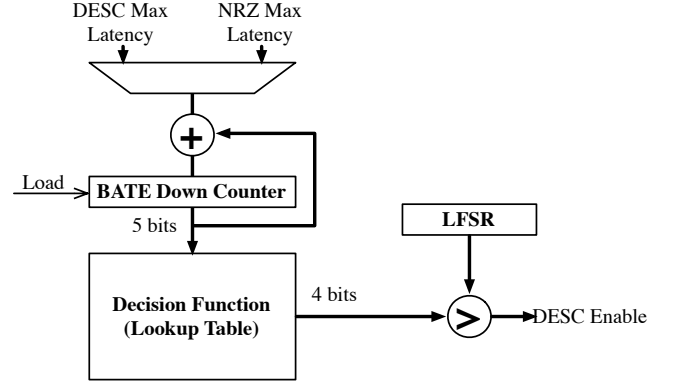 DESC Max
Latency
NRZ Max
Latency
+
Load
BATE Down Counter
5 bits
LFSR
Decision Function
(Lookup Table)
4 bits
>
DESC Enable